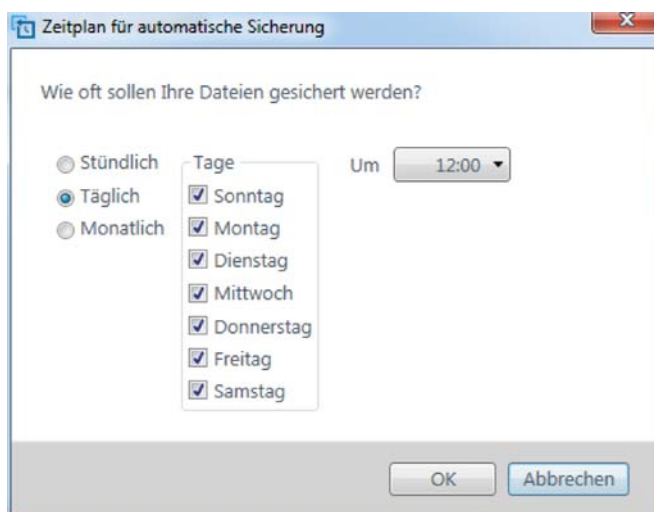 Zeitplan für automatische Sicherung
Wie oft sollen Ihre Dateien gesichert werden?
Stündlich
Täglich
Monatlich
Tage
Sonntag
Montag
Dienstag
Mittwoch
Donnerstag
Freitag
Samstag
Um 12:00
OK Abbrechen